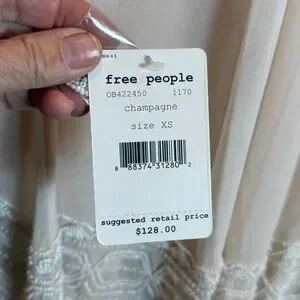 free people
OB422450 1170
champagne
size XS
8 88374 31280 2
suggested retail price
$128.00